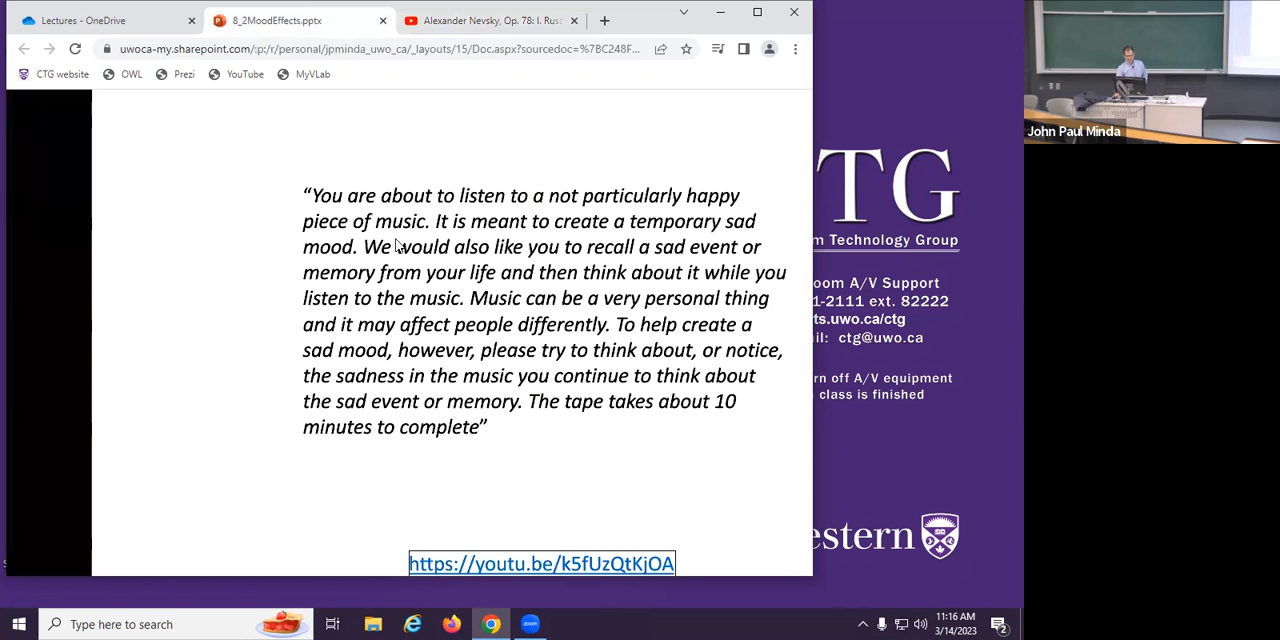 Lectures - OneDrive
8_2MoodEffects.pptx
Alexander Nevsky, Op. 78: I. Rus
uwoca-my.sharepoint.com/:p:/r/personal/jpminda_uwo_ca/_layouts/15/Doc.aspx?sourcedoc=%7BC248F...
CTG website
OWL
Prezi
YouTube
MyVLab
John Paul Minda
“You are about to listen to a not particularly happy
piece of music. It is meant to create a temporary sad
mood. We would also like you to recall a sad event or
memory from your life and then think about it while you
listen to the music. Music can be a very personal thing
and it may affect people differently. To help create a
sad mood, however, please try to think about, or notice,
the sadness in the music you continue to think about
the sad event or memory. The tape takes about 10
minutes to complete”
https://youtu.be/k5fUzQtKjOA
TG
m Technology Group
room A/V Support
1-2111 ext. 82222
ts.uwo.ca/ctg
il: ctg@uwo.ca
rn off A/V equipment
class is finished
estern
Type here to search
zoom
11:16 AM
3/14/2023
2